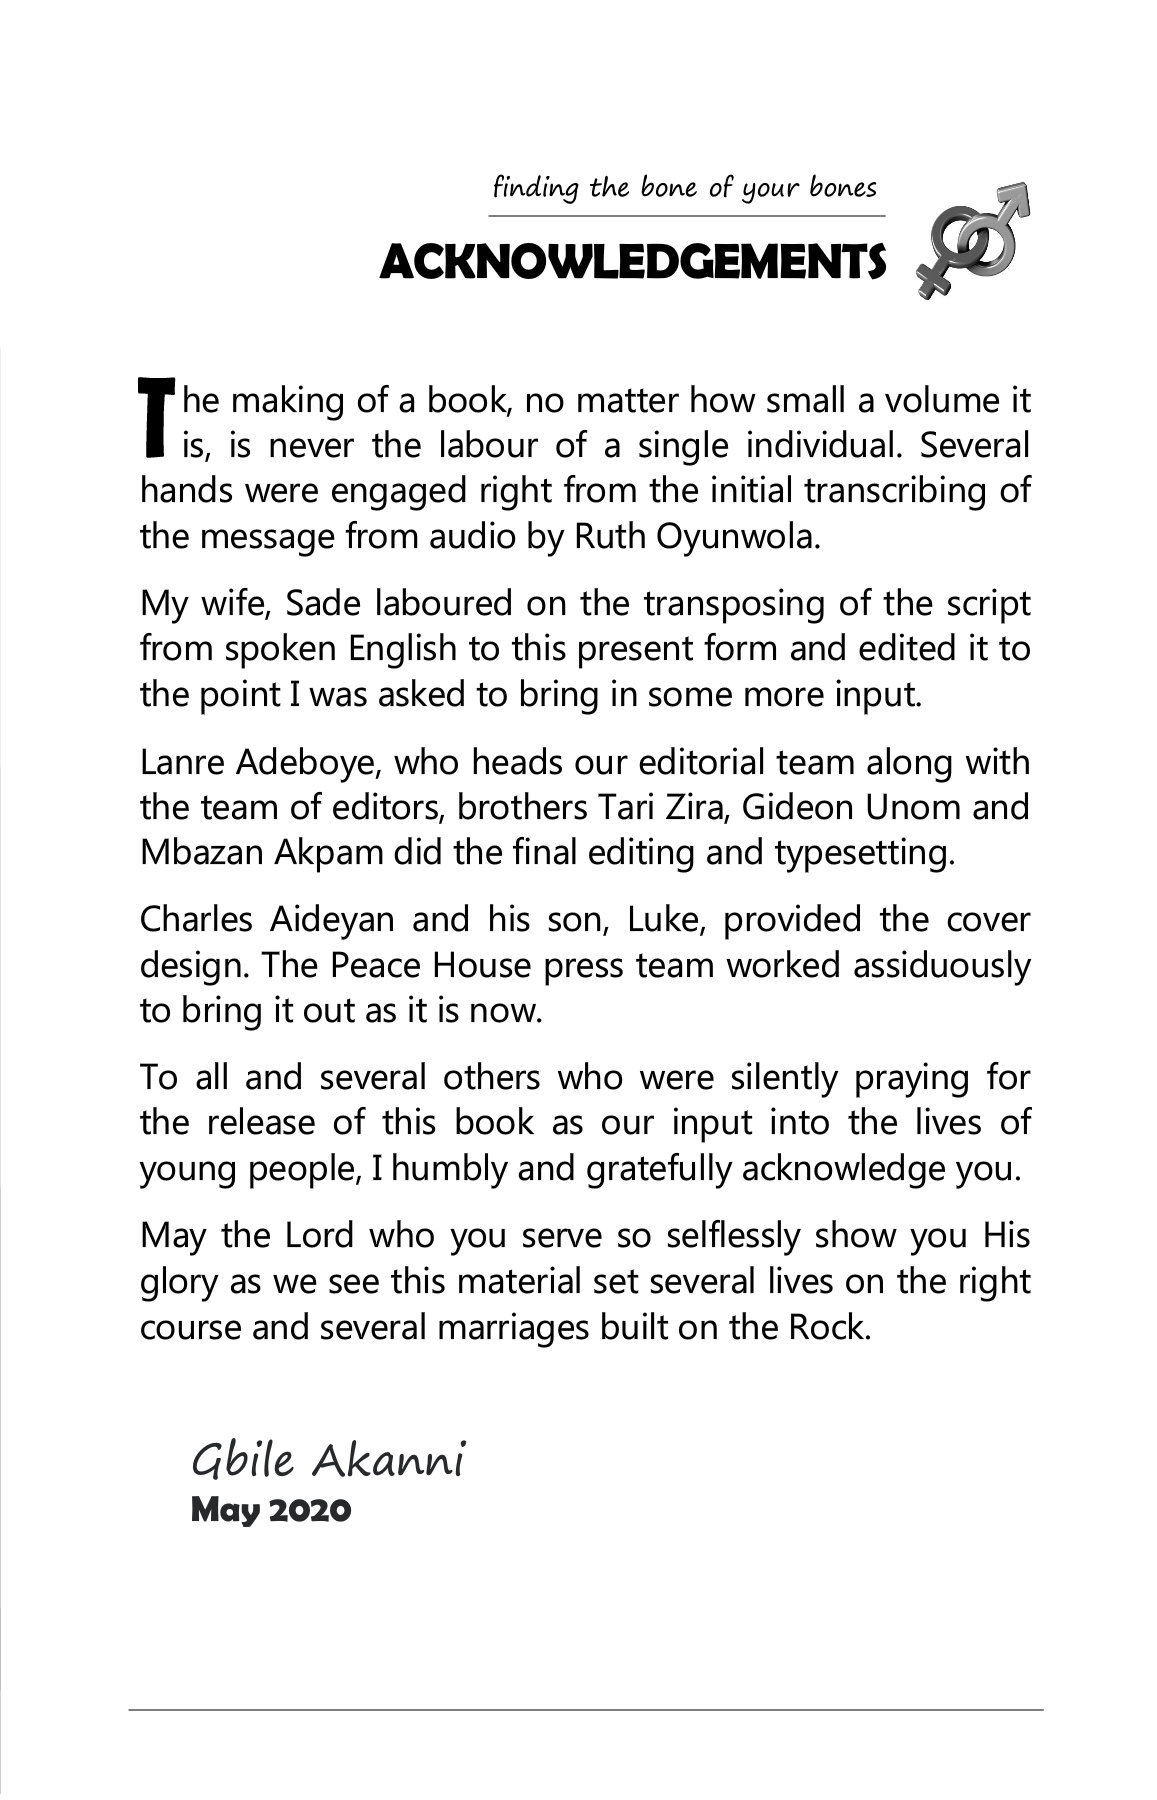 finding the bone of your bones
ACKNOWLEDGEMENTS
The making of a book, no matter how small a volume it
is, is never the labour of a single individual. Several
hands were engaged right from the initial transcribing of
the message from audio by Ruth Oyunwola.
My wife, Sade laboured on the transposing of the script
from spoken English to this present form and edited it to
the point I was asked to bring in some more input.
Lanre Adeboye, who heads our editorial team along with
the team of editors, brothers Tari Zira, Gideon Unom and
Mbazan Akpam did the final editing and typesetting.
Charles Aideyan and his son, Luke, provided the cover
design. The Peace House press team worked assiduously
to bring it out as it is now.
To all and several others who were silently praying for
the release of this book as our input into the lives of
young people, I humbly and gratefully acknowledge you.
May the Lord who you serve so selflessly show you His
glory as we see this material set several lives on the right
course and several marriages built on the Rock.
Gbile Akanni
May 2020